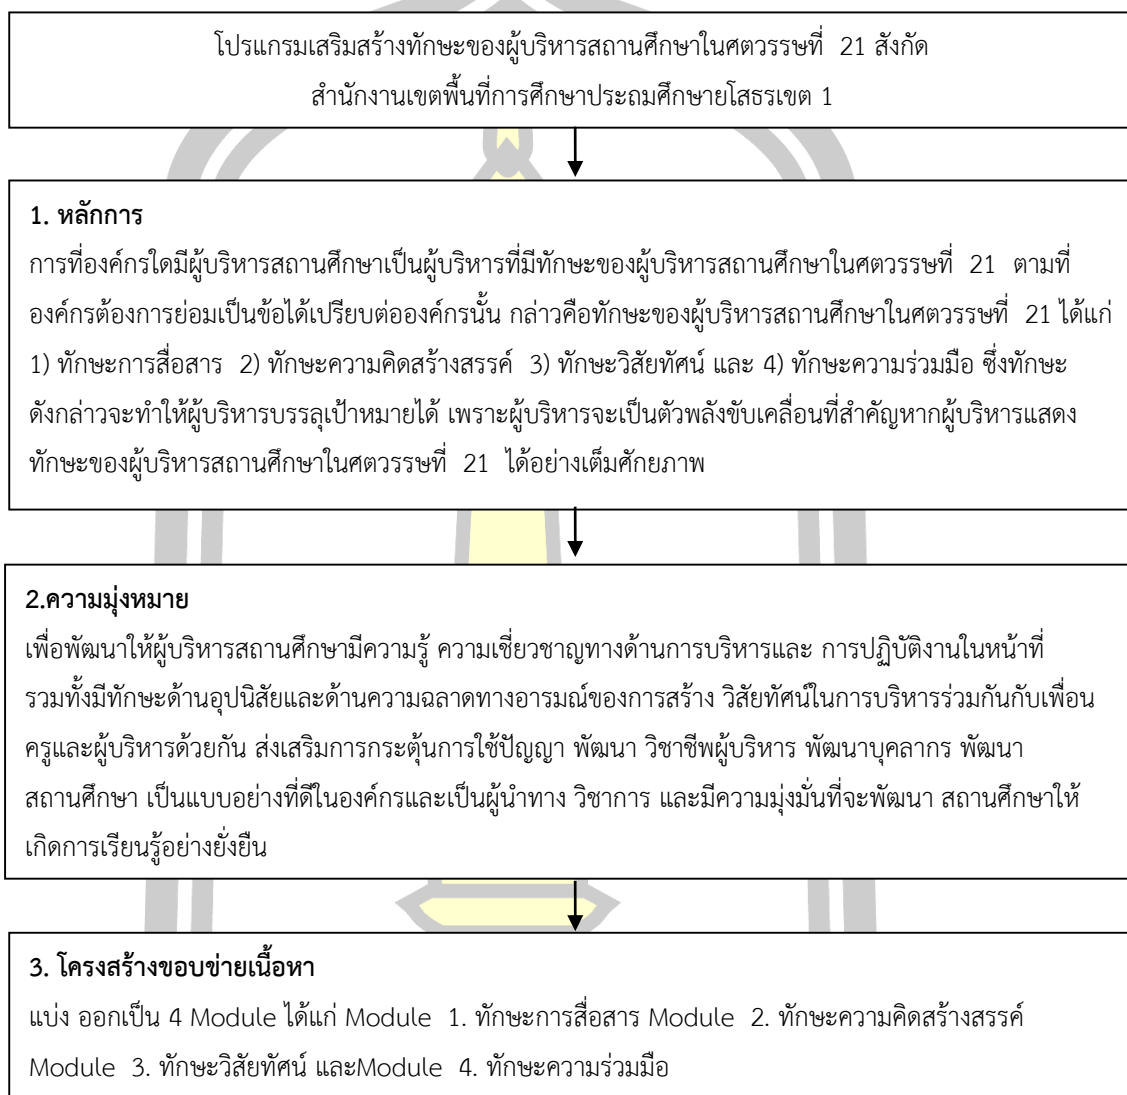 โปรแกรมเสริมสร้างทักษะของผู้บริหารสถานศึกษาในศตวรรษที่ 21 สังกัด
สำนักงานเขตพื้นที่การศึกษาประถมศึกษายโสธรเขต 1
1. หลักการ
การที่องค์กรใดมีผู้บริหารสถานศึกษาเป็นผู้บริหารที่มีทักษะของผู้บริหารสถานศึกษาในศตวรรษที่ 21 ตามที่
องค์กรต้องการย่อมเป็นข้อได้เปรียบต่อองค์กรนั้น กล่าวคือทักษะของผู้บริหารสถานศึกษาในศตวรรษที่ 21 ได้แก่
1) ทักษะการสื่อสาร 2) ทักษะความคิดสร้างสรรค์ 3) ทักษะวิสัยทัศน์ และ 4) ทักษะความร่วมมือ ซึ่งทักษะ
ดังกล่าวจะทำให้ผู้บริหารบรรลุเป้าหมายได้ เพราะผู้บริหารจะเป็นตัวพลังขับเคลื่อนที่สำคัญหากผู้บริหารแสดง
ทักษะของผู้บริหารสถานศึกษาในศตวรรษที่ 21 ได้อย่างเต็มศักยภาพ
2.ความมุ่งหมาย
เพื่อพัฒนาให้ผู้บริหารสถานศึกษามีความรู้ ความเชี่ยวชาญทางด้านการบริหารและ การปฏิบัติงานในหน้าที่
รวมทั้งมีทักษะด้านอุปนิสัยและด้านความฉลาดทางอารมณ์ของการสร้าง วิสัยทัศน์ในการบริหารร่วมกันกับเพื่อน
ครูและผู้บริหารด้วยกัน ส่งเสริมการกระตุ้นการใช้ปัญญา พัฒนา วิชาชีพผู้บริหาร พัฒนาบุคลากร พัฒนา
สถานศึกษา เป็นแบบอย่างที่ดีในองค์กรและเป็นผู้นำทาง วิชาการ และมีความมุ่งมั่นที่จะพัฒนา สถานศึกษาให้
เกิดการเรียนรู้อย่างยั่งยืน
3. โครงสร้างขอบข่ายเนื้อหา
แบ่ง ออกเป็น 4 Module ได้แก่ Module 1. ทักษะการสื่อสาร Module 2. ทักษะความคิดสร้างสรรค์
Module 3. ทักษะวิสัยทัศน์ และModule 4. ทักษะความร่วมมือ